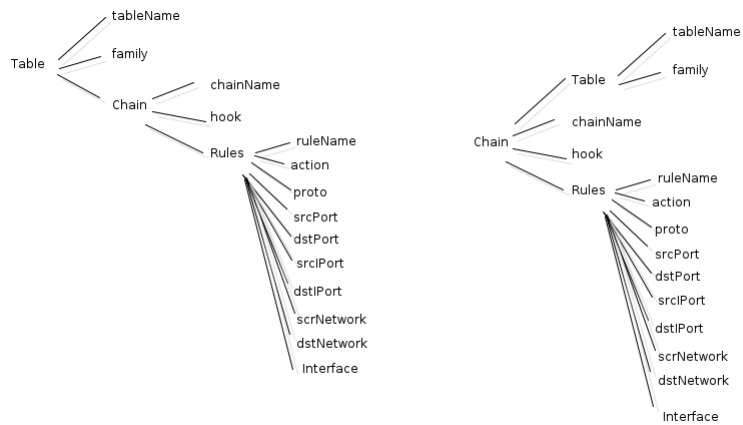 tableName
family
Table
Chain
chainName
hook
Rules
ruleName
action
proto
srcPort
dstPort
srcIPort
dstIPort
scrNetwork
dstNetwork
Interface
tableName
family
Table
chainName
Chain
hook
Rules
ruleName
action
proto
srcPort
dstPort
srcIPort
dstIPort
scrNetwork
dstNetwork
Interface